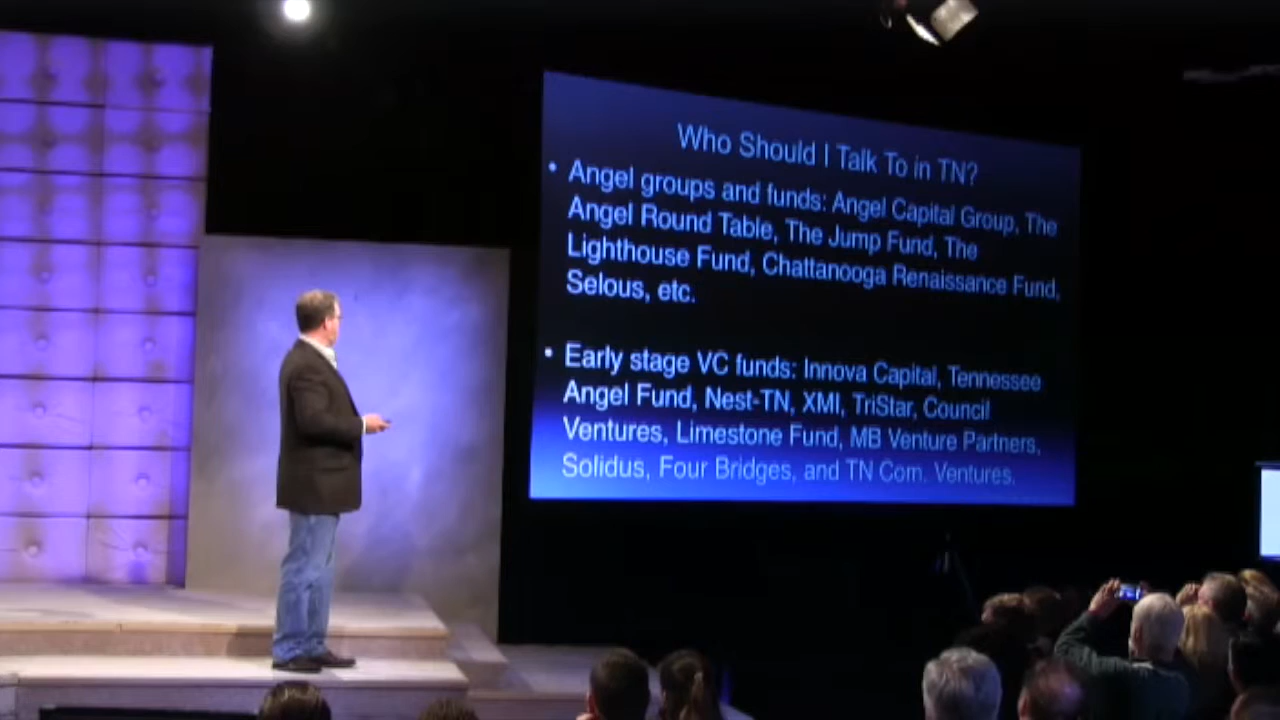 Who Should I Talk To in TN?
• Angel groups and funds: Angel Capital Group, The
Angel Round Table, The Jump Fund, The
Lighthouse Fund, Chattanooga Renaissance Fund,
Selous, etc.
• Early stage VC funds: Innova Capital, Tennessee
Angel Fund, Nest-TN, XMI, TriStar, Council
Ventures, Limestone Fund, MB Venture Partners,
Solidus, Four Bridges, and TN Com. Ventures.